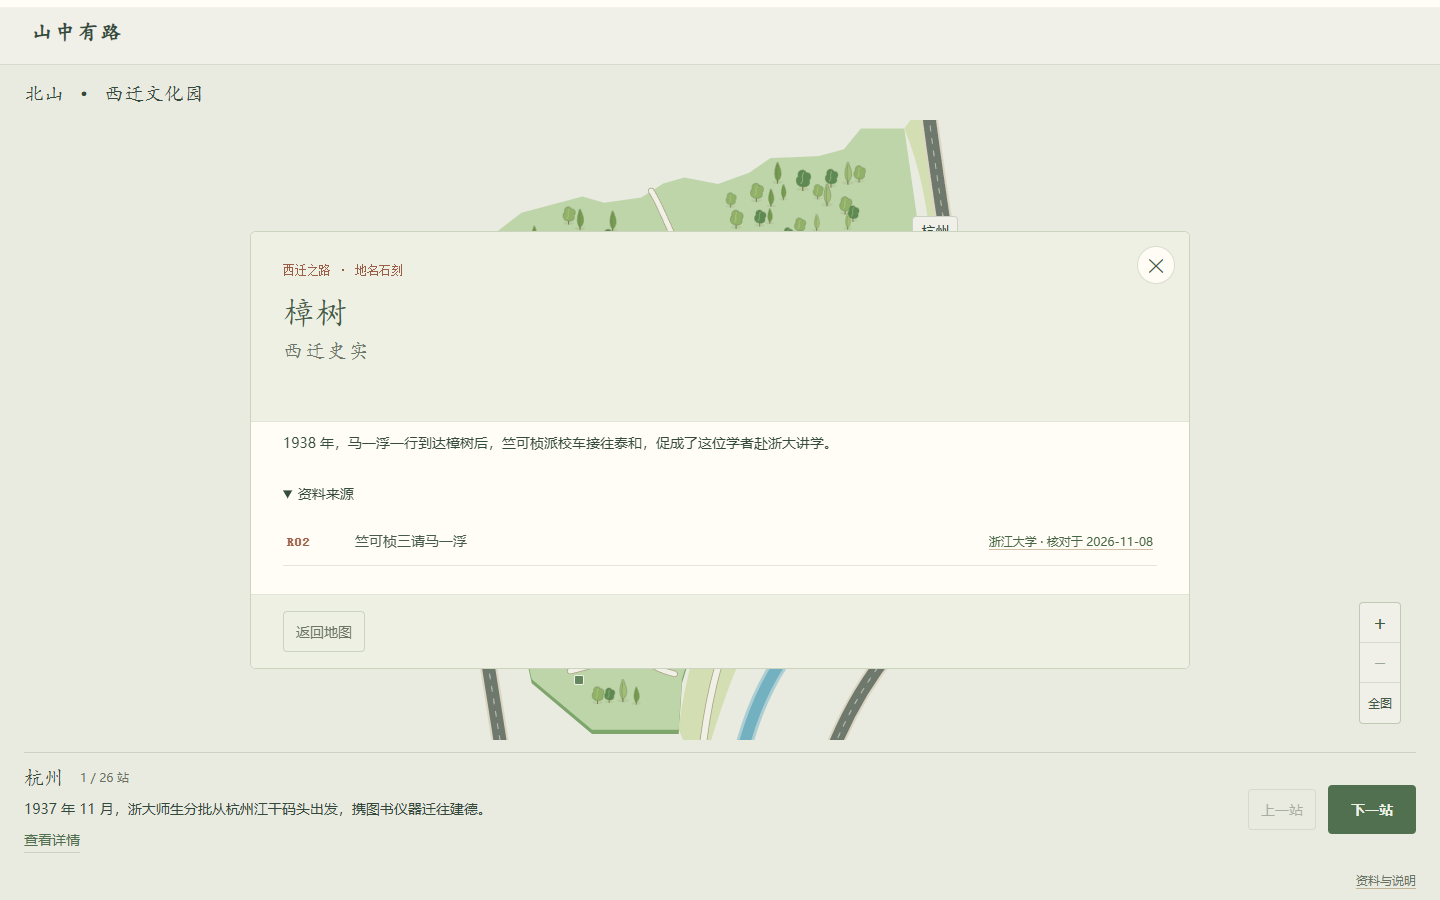 山中有路
北山 • 西迁文化园
杭州
西迁之路 · 地名石刻
樟树
西迁史实
1938 年，马一浮一行到达樟树后，竺可桢派校车接往泰和，促成了这位学者赴浙大讲学。
▼ 资料来源
R02 竺可桢三请马一浮 浙江大学 · 核对于 2026-11-08
返回地图
+
−
全图
杭州 1 / 26 站
1937 年 11 月，浙大师生分批从杭州江干码头出发，携图书仪器迁往建德。
查看详情
上一站 下一站
资料与说明